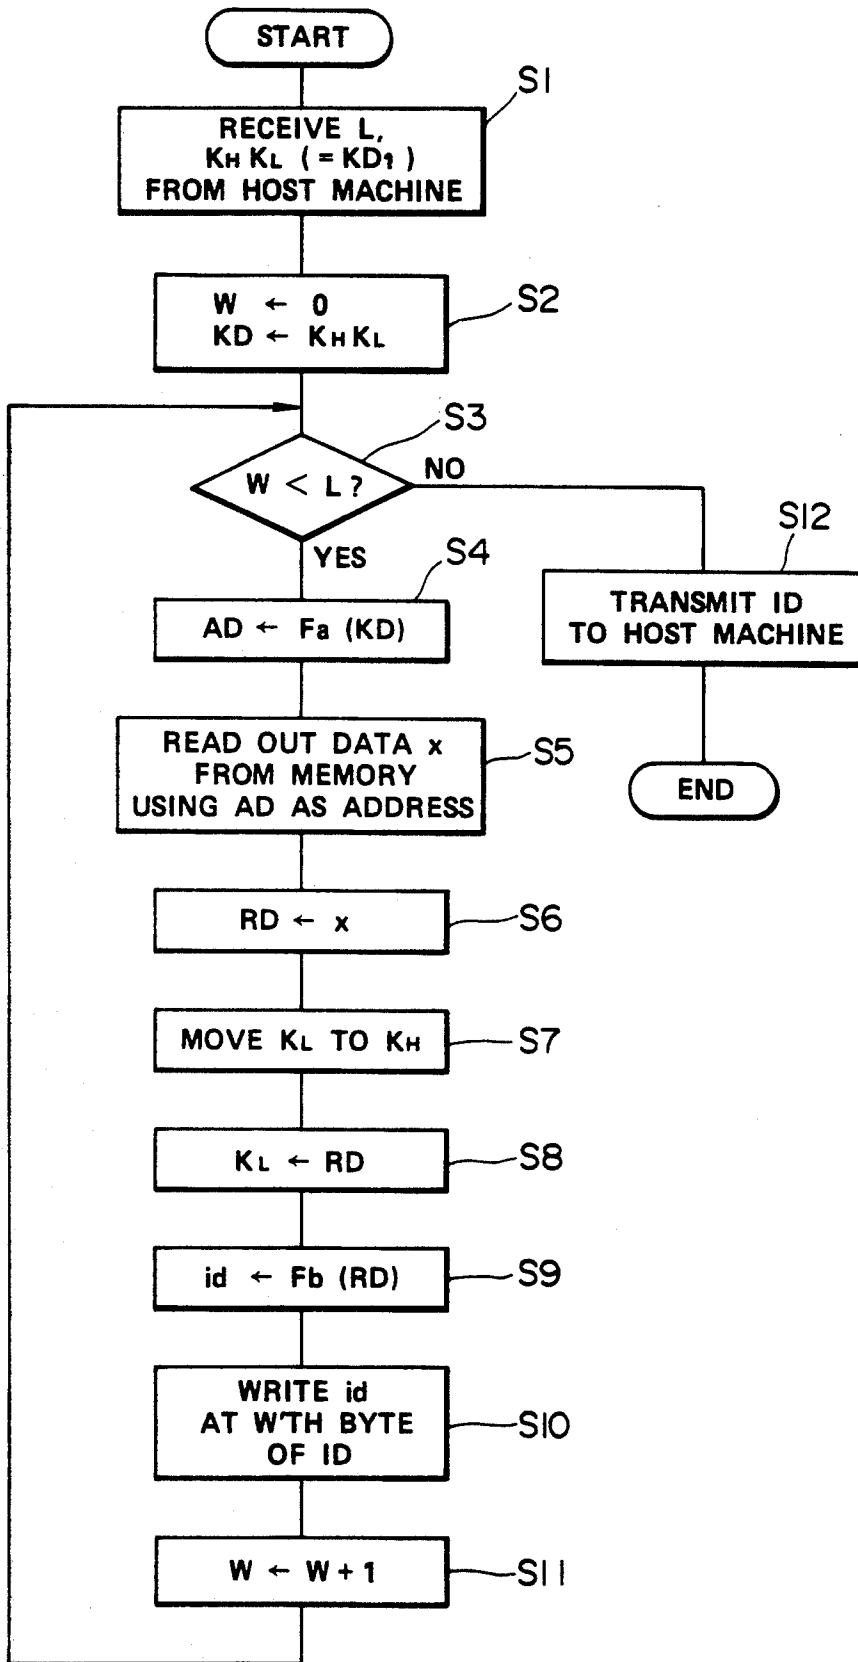 START
S1
RECEIVE L,
KH KL (= KD1)
FROM HOST MACHINE
S2
W ← 0
KD ← KH KL
S3
W < L?
NO
YES
S4
AD ← Fa (KD)
S12
TRANSMIT ID
TO HOST MACHINE
END
S5
READ OUT DATA x
FROM MEMORY
USING AD AS ADDRESS
S6
RD ← x
S7
MOVE KL TO KH
S8
KL ← RD
S9
id ← Fb (RD)
S10
WRITE id
AT W'TH BYTE
OF ID
S11
W ← W + 1